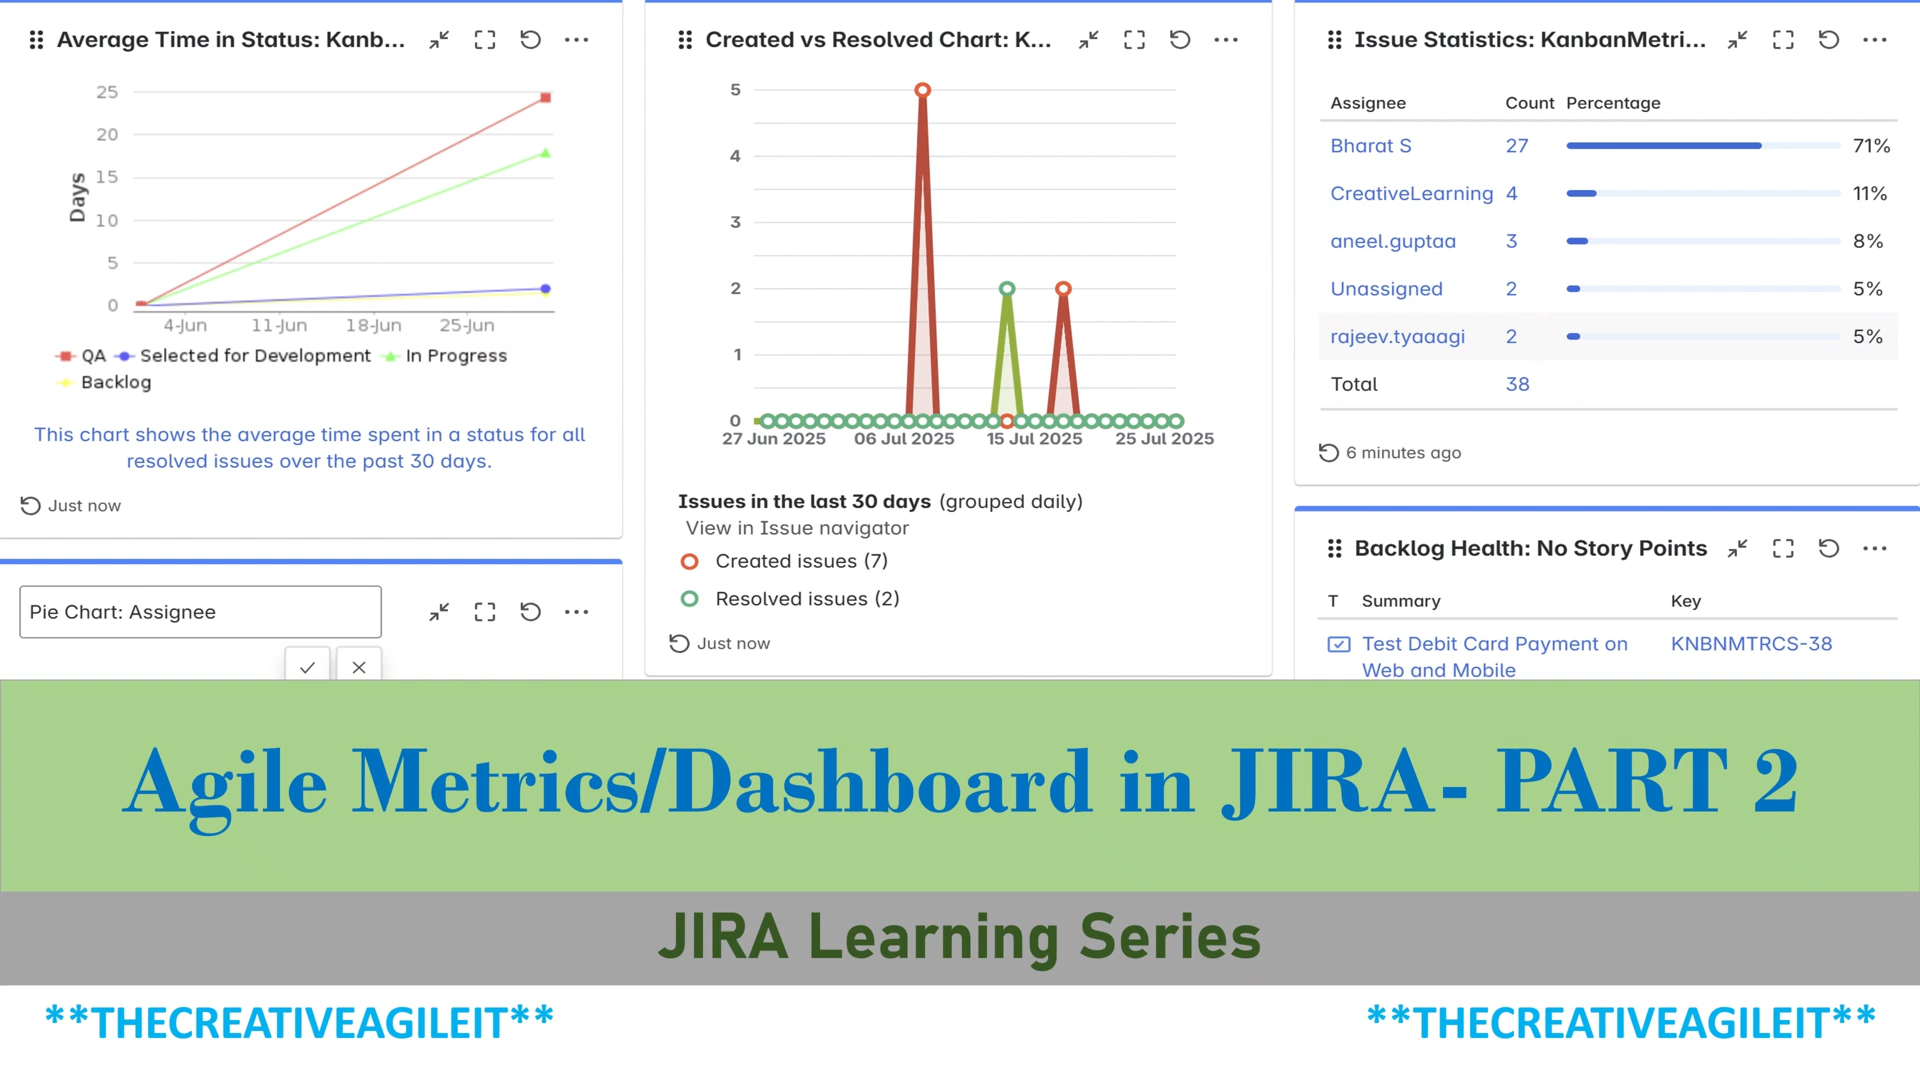 Average Time in Status: Kanb...
25
20
15
10
5
0
Days
4-Jun 11-Jun 18-Jun 25-Jun
QA Selected for Development In Progress
Backlog
This chart shows the average time spent in a status for all
resolved issues over the past 30 days.
Just now
Pie Chart: Assignee
Created vs Resolved Chart: K...
5
4
3
2
1
0
27 Jun 2025 06 Jul 2025 15 Jul 2025 25 Jul 2025
Issues in the last 30 days (grouped daily)
View in Issue navigator
Created issues (7)
Resolved issues (2)
Just now
Issue Statistics: KanbanMetri...
Assignee Count Percentage
Bharat S 27 71%
CreativeLearning 4 11%
aneel.guptaa 3 8%
Unassigned 2 5%
rajeev.tyaaagi 2 5%
Total 38
6 minutes ago
Backlog Health: No Story Points
T Summary Key
Test Debit Card Payment on KNBNMTRCS-38
Web and Mobile
Agile Metrics/Dashboard in JIRA- PART 2
JIRA Learning Series
**THECREATIVEAGILEIT** **THECREATIVEAGILEIT**